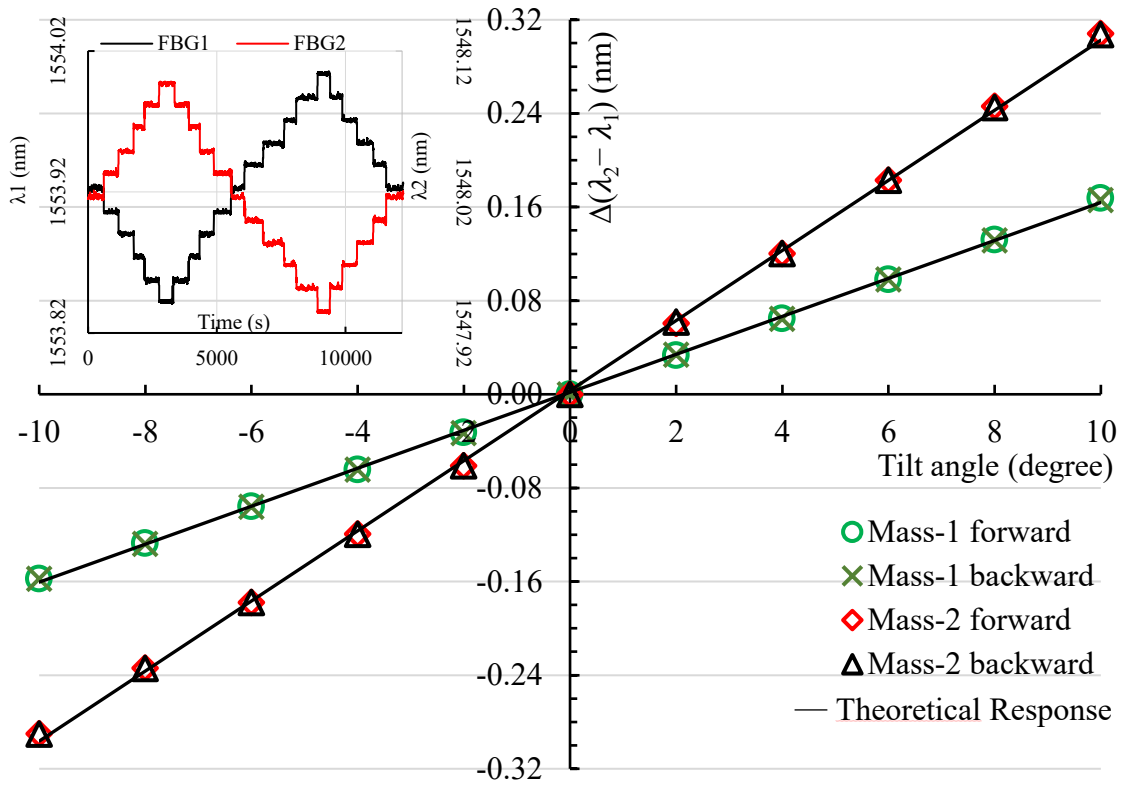 0.32
Δ(λ₂ − λ₁) (nm)
0.24
0.16
0.08
0.00
-0.08
-0.16
-0.24
-0.32
-10
-8
-6
-4
-2
0
2
4
6
8
10
Tilt angle (degree)
FBG1
FBG2
λ1 (nm)
1554.02
1553.92
1553.82
λ2 (nm)
1548.12
1548.02
1547.92
Time (s)
0
5000
10000
Mass-1 forward
Mass-1 backward
Mass-2 forward
Mass-2 backward
Theoretical Response